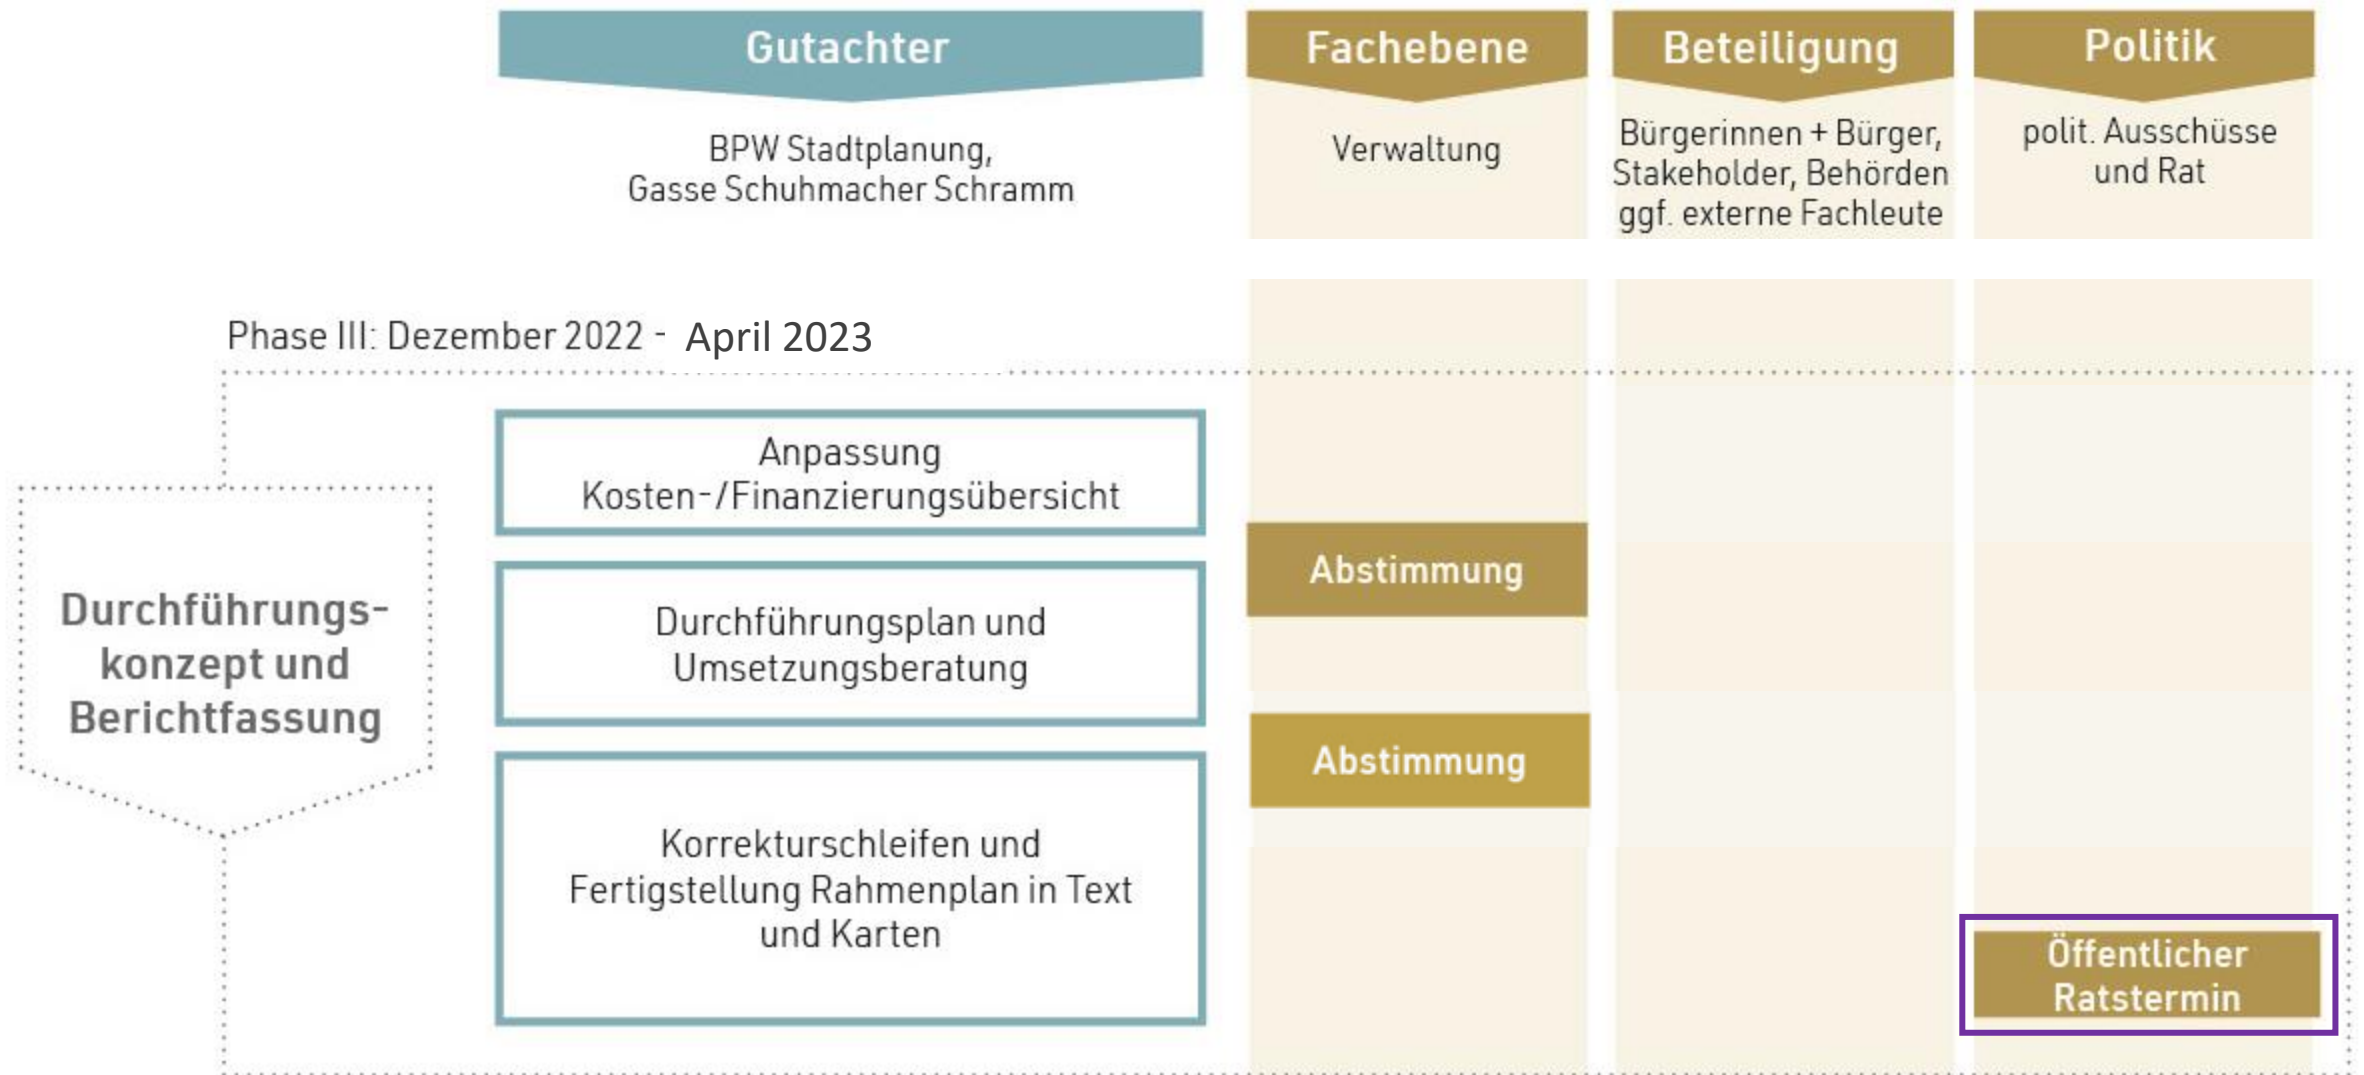 Gutachter
BPW Stadtplanung,
Gasse Schuhmacher Schramm
Fachebene
Verwaltung
Beteiligung
Bürgerinnen + Bürger,
Stakeholder, Behörden
ggf. externe Fachleute
Politik
polit. Ausschüsse
und Rat
Phase III: Dezember 2022 - April 2023
Durchführungs-
konzept und
Berichtfassung
Anpassung
Kosten-/Finanzierungsübersicht
Abstimmung
Durchführungsplan und
Umsetzungsberatung
Abstimmung
Korrekturschleifen und
Fertigstellung Rahmenplan in Text
und Karten
Öffentlicher
Ratstermin